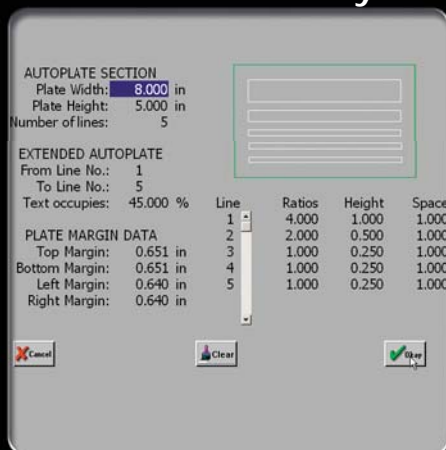 AUTOPLATE SECTION
Plate Width: 8.000 in
Plate Height: 5.000 in
Number of lines: 5
EXTENDED AUTOPLATE
From Line No.: 1
To Line No.: 5
Text occupies: 45.000 %
PLATE MARGIN DATA
Top Margin: 0.651 in
Bottom Margin: 0.651 in
Left Margin: 0.640 in
Right Margin: 0.640 in
Line Ratios Height Space
1 4.000 1.000 1.000
2 2.000 0.500 1.000
3 1.000 0.250 1.000
4 1.000 0.250 1.000
5 1.000 0.250 1.000
Cancel
Clear
Okay